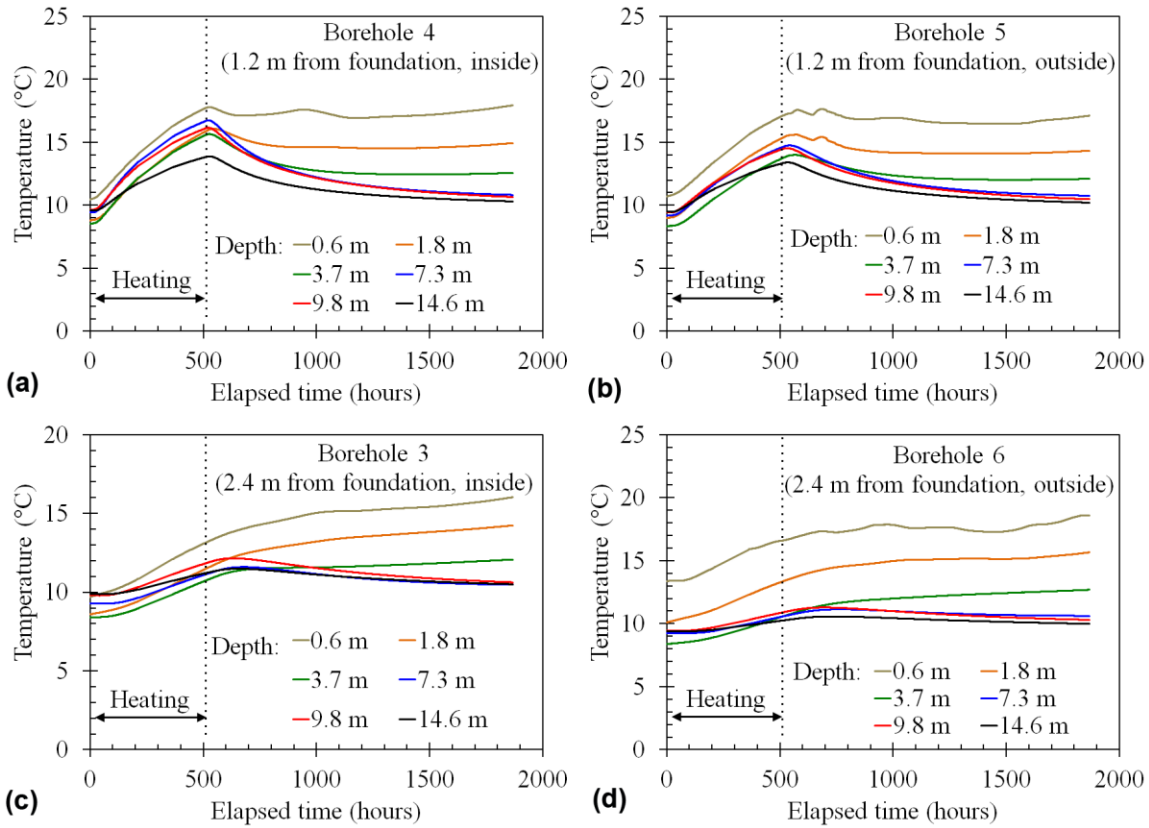 25
20
15
10
5
0
Temperature (°C)
Borehole 4
(1.2 m from foundation, inside)
Depth:
0.6 m
1.8 m
3.7 m
7.3 m
9.8 m
14.6 m
Heating
0
500
1000
1500
2000
Elapsed time (hours)
(a)
25
20
15
10
5
0
Temperature (°C)
Borehole 5
(1.2 m from foundation, outside)
Depth:
0.6 m
1.8 m
3.7 m
7.3 m
9.8 m
14.6 m
Heating
0
500
1000
1500
2000
Elapsed time (hours)
(b)
20
15
10
5
0
Temperature (°C)
Borehole 3
(2.4 m from foundation, inside)
Depth:
0.6 m
1.8 m
3.7 m
7.3 m
9.8 m
14.6 m
Heating
0
500
1000
1500
2000
Elapsed time (hours)
(c)
25
20
15
10
5
0
Temperature (°C)
Borehole 6
(2.4 m from foundation, outside)
Depth:
0.6 m
1.8 m
3.7 m
7.3 m
9.8 m
14.6 m
Heating
0
500
1000
1500
2000
Elapsed time (hours)
(d)